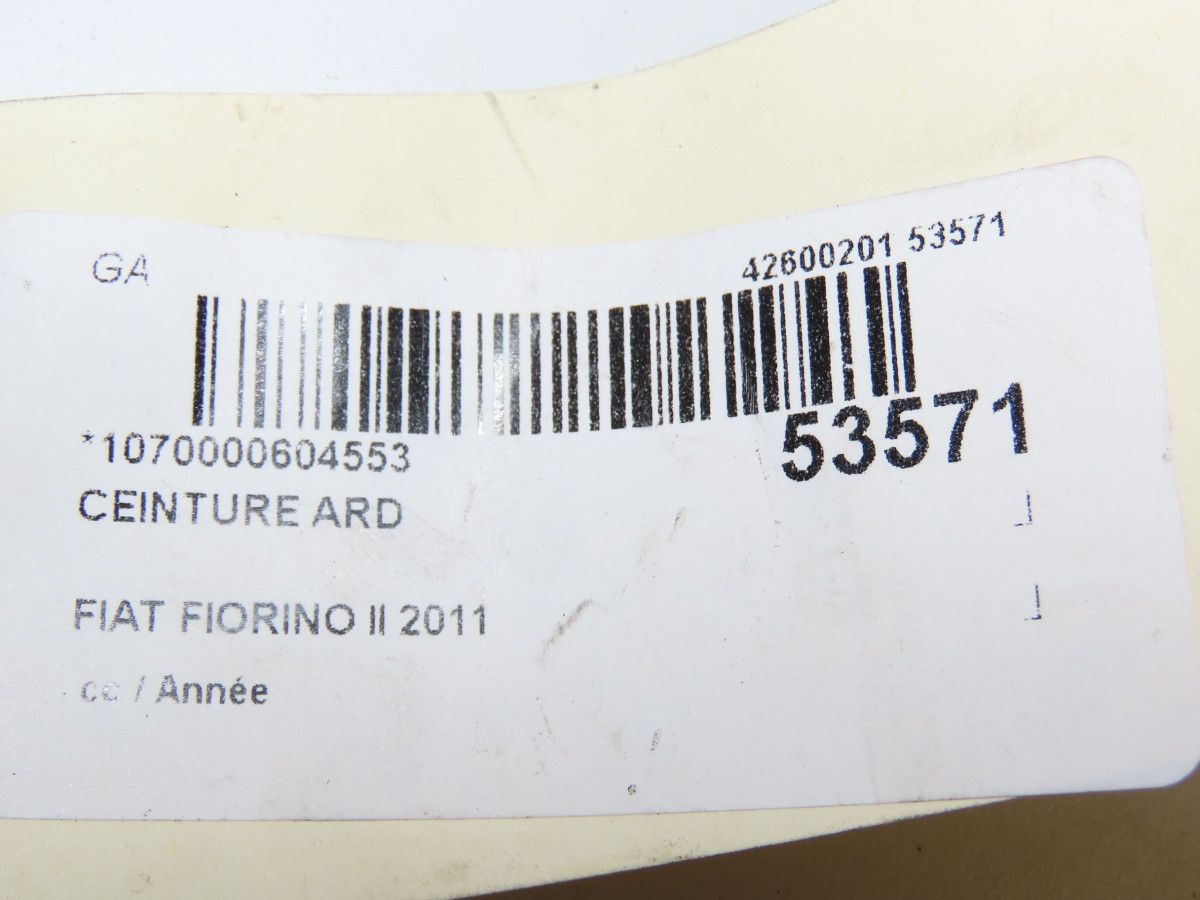 GA
42600201 53571
*1070000604553
53571
CEINTURE ARD
FIAT FIORINO II 2011
cc / Année